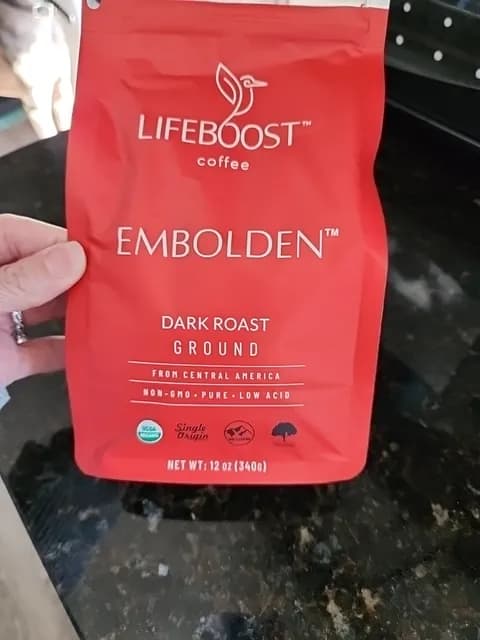 LIFEBOOST™
coffee
EMBOLDEN™
DARK ROAST
GROUND
FROM CENTRAL AMERICA
NON-GMO • PURE • LOW ACID
USDA
ORGANIC
Single
Origin
NET WT: 12 oz (340g)